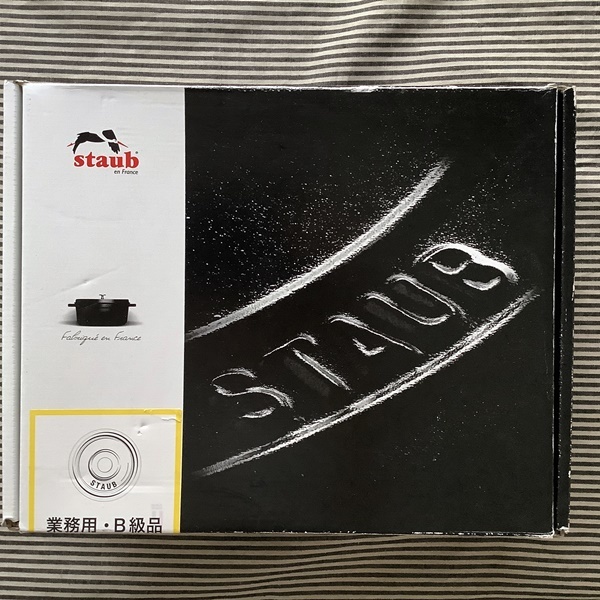 staub
en France
Fabriqué en France
STAUB
STAUB
業務用・B級品